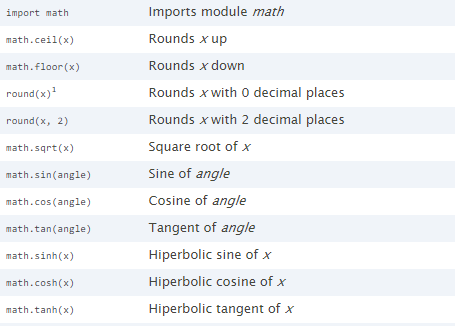 import math Imports module math
math.ceil(x) Rounds x up
math.floor(x) Rounds x down
round(x)¹ Rounds x with 0 decimal places
round(x, 2) Rounds x with 2 decimal places
math.sqrt(x) Square root of x
math.sin(angle) Sine of angle
math.cos(angle) Cosine of angle
math.tan(angle) Tangent of angle
math.sinh(x) Hiperbolic sine of x
math.cosh(x) Hiperbolic cosine of x
math.tanh(x) Hiperbolic tangent of x